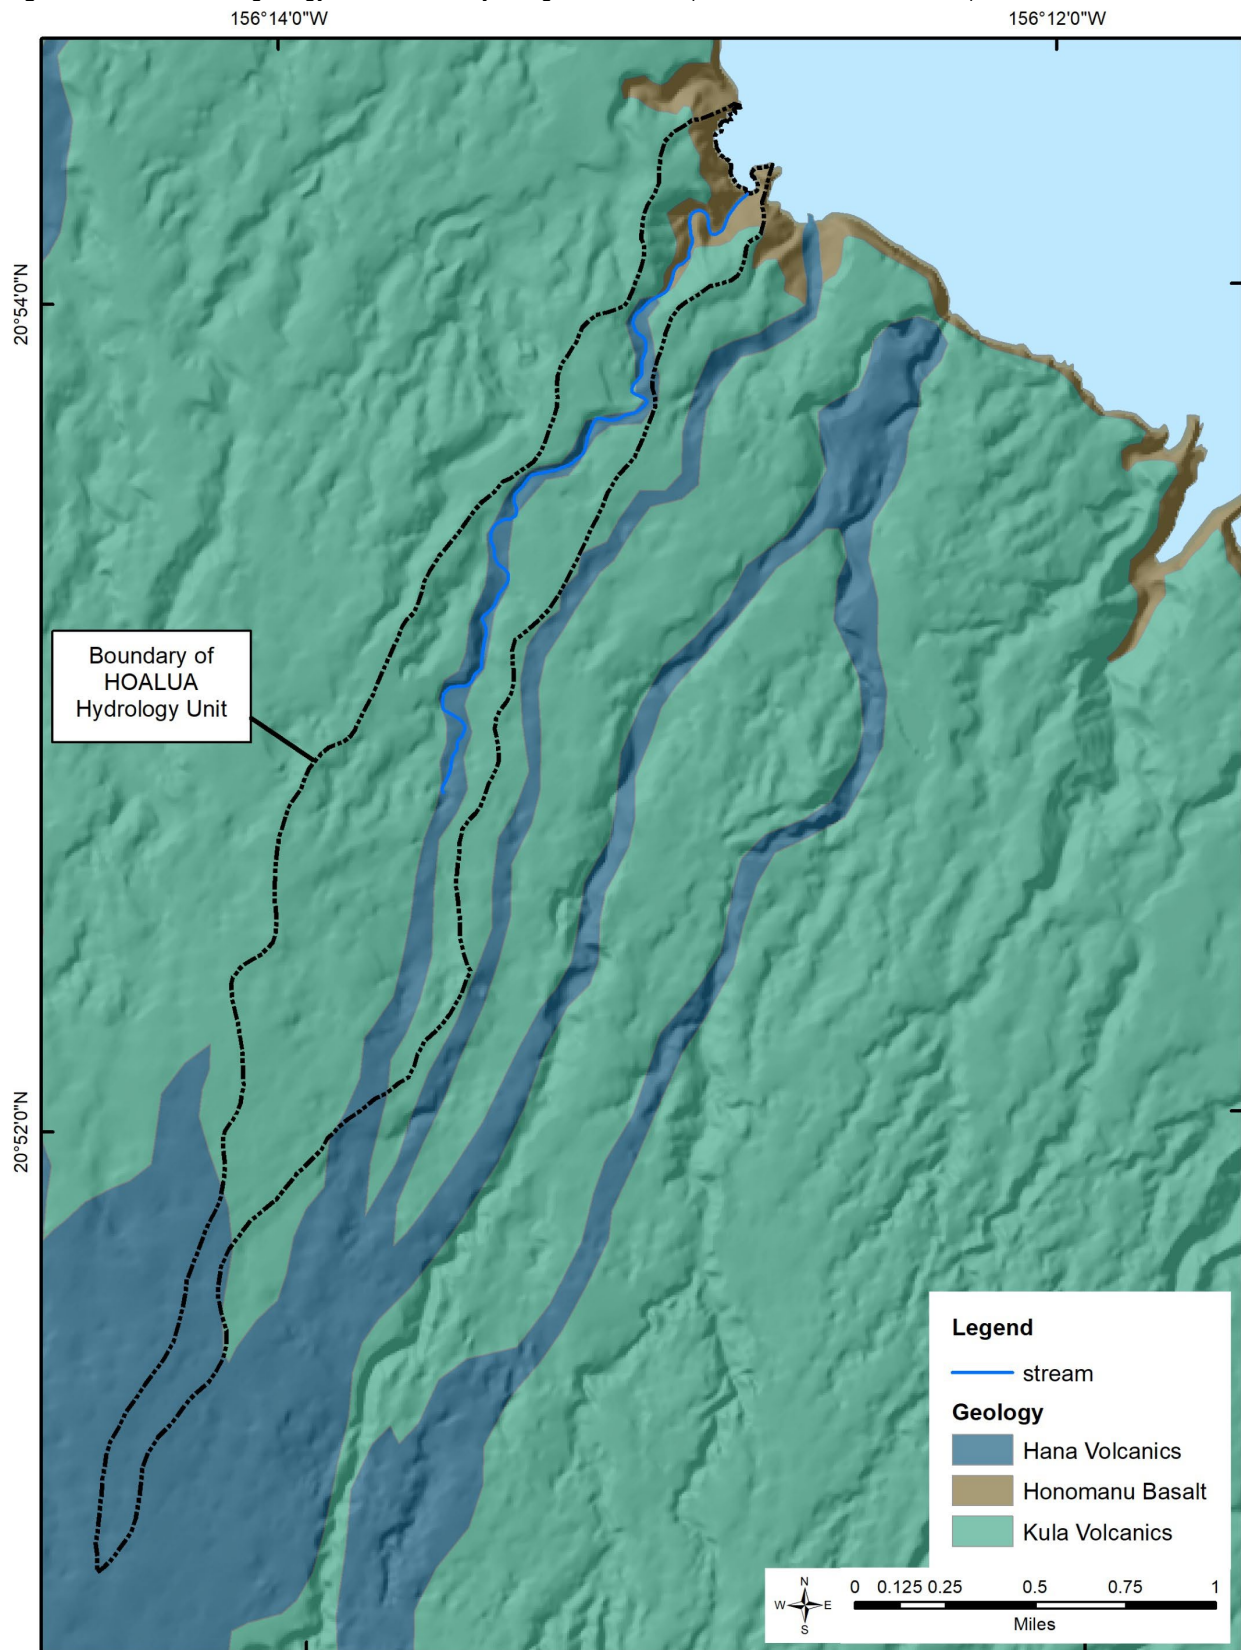 156°14'0"W
156°12'0"W
20°54'0"N
Boundary of
HOALUA
Hydrology Unit
20°52'0"N
Legend
stream
Geology
Hana Volcanics
Honomanu Basalt
Kula Volcanics
N
W E
S
0 0.125 0.25 0.5 0.75 1
Miles